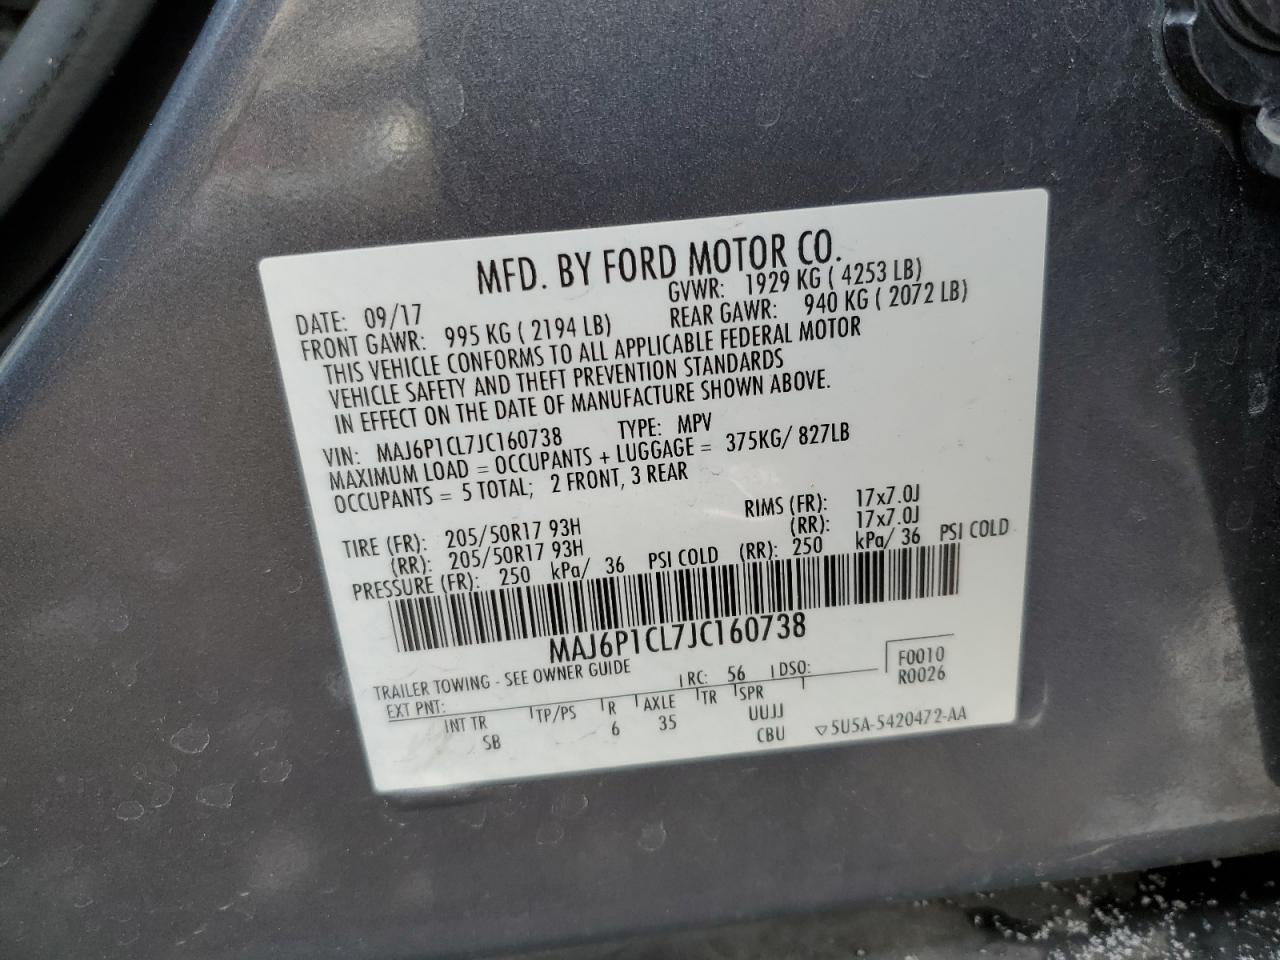 MFD. BY FORD MOTOR CO.
DATE: 09/17 GVWR: 1929 KG ( 4253 LB)
FRONT GAWR: 995 KG ( 2194 LB) REAR GAWR: 940 KG ( 2072 LB)
THIS VEHICLE CONFORMS TO ALL APPLICABLE FEDERAL MOTOR
VEHICLE SAFETY AND THEFT PREVENTION STANDARDS
IN EFFECT ON THE DATE OF MANUFACTURE SHOWN ABOVE.
VIN: MAJ6P1CL7JC160738 TYPE: MPV
MAXIMUM LOAD = OCCUPANTS + LUGGAGE = 375KG/ 827LB
OCCUPANTS = 5 TOTAL; 2 FRONT, 3 REAR
RIMS (FR): 17x7.0J
TIRE (FR): 205/50R17 93H (RR): 17x7.0J
(RR): 205/50R17 93H
PRESSURE (FR): 250 kPa/ 36 PSI COLD (RR): 250 kPa/ 36 PSI COLD
MAJ6P1CL7JC160738
TRAILER TOWING - SEE OWNER GUIDE
EXT PNT: RC: 56 DSO: F0010
R0026
INT TR TP/PS R AXLE TR SPR
SB 6 35 UUJJ
CBU ▽5U5A-5420472-AA